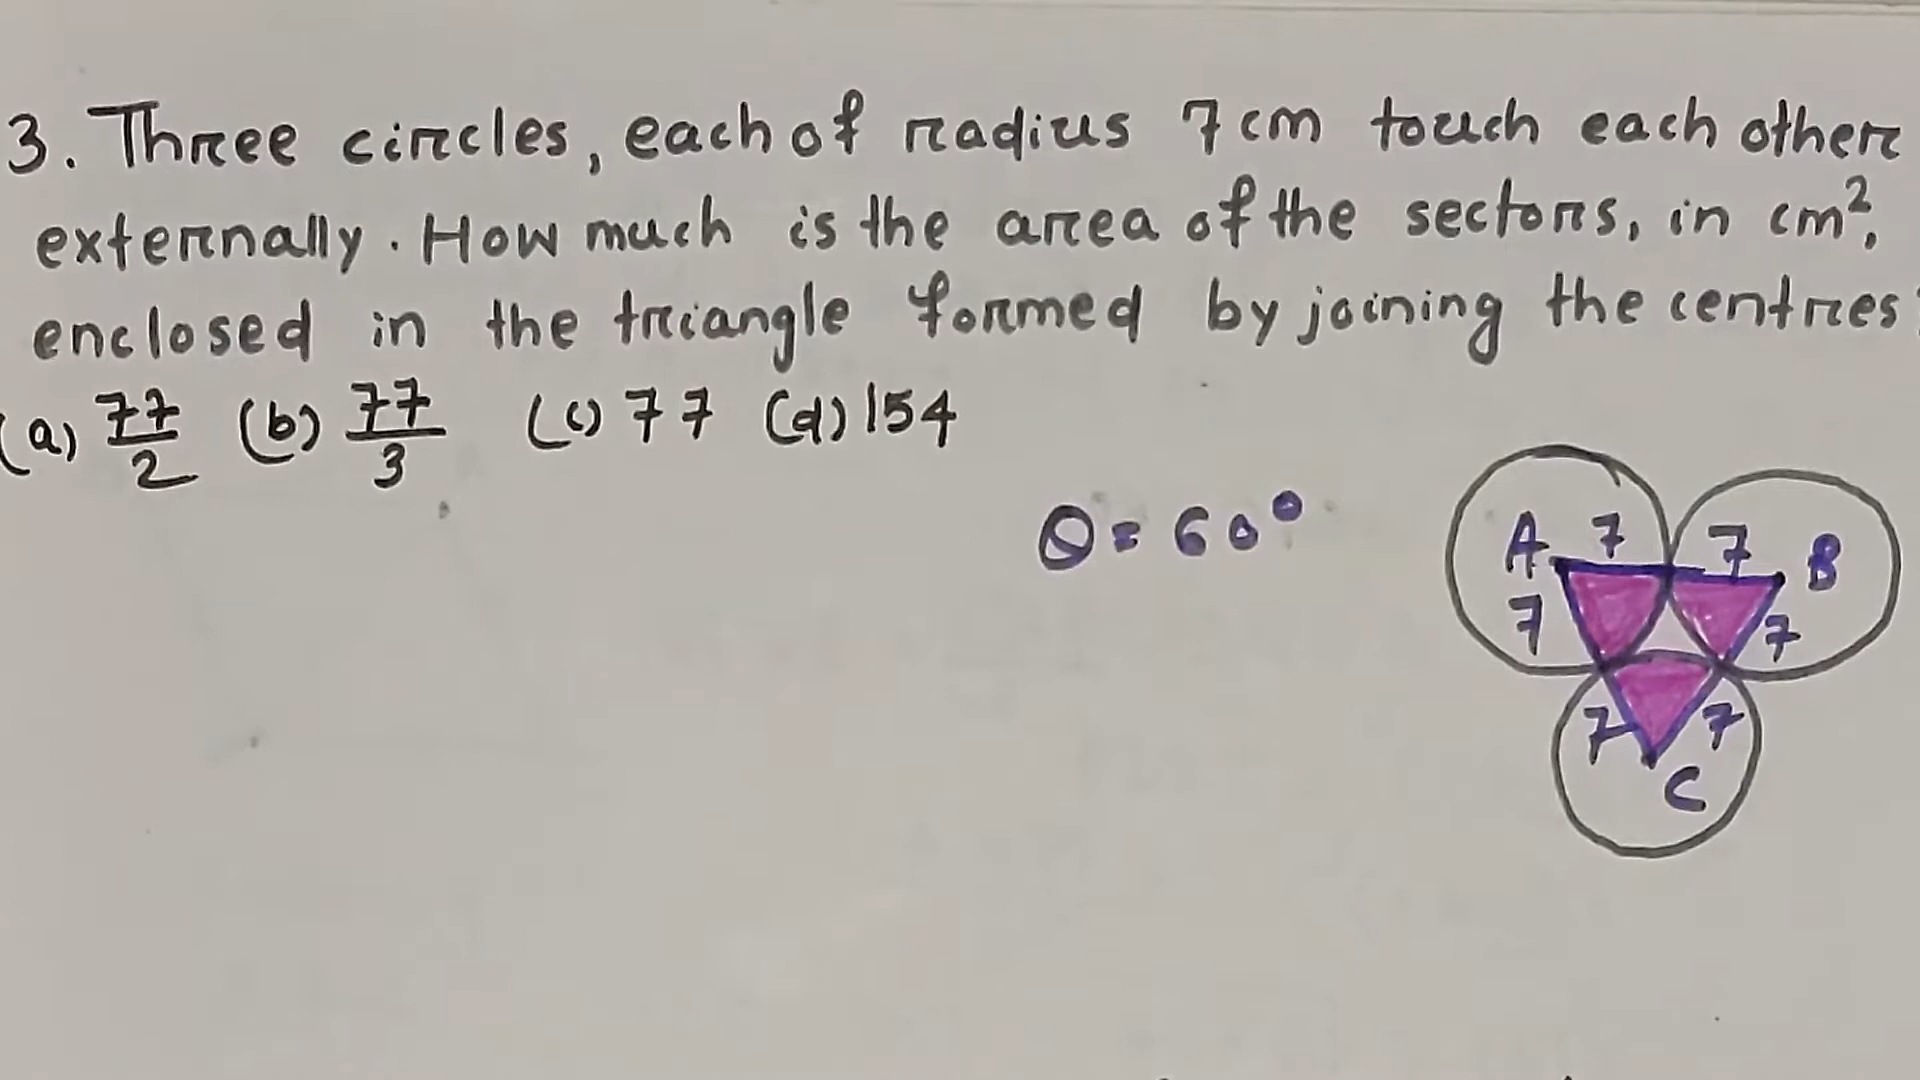 3. Three circles, each of radius 7 cm touch each other
externally. How much is the area of the sectors, in cm²,
enclosed in the triangle formed by joining the centres?
(a) 77/2 (b) 77/3 (c) 77 (d) 154
θ = 60°
A 7 7 B
7 7
7 7
C